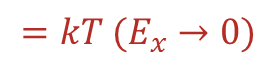 = kT (Eₓ → 0)